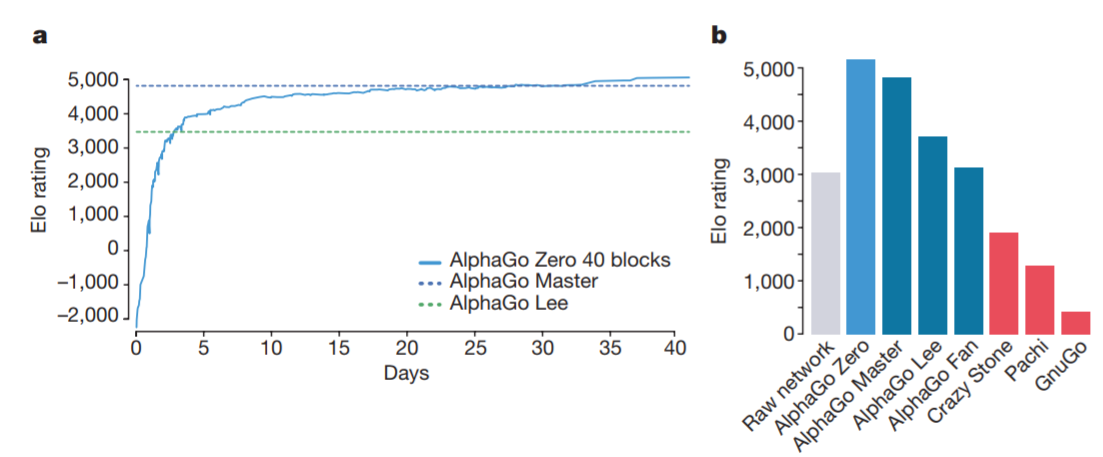 a
Elo rating
5,000
4,000
3,000
2,000
1,000
0
−1,000
−2,000
0 5 10 15 20 25 30 35 40
Days
AlphaGo Zero 40 blocks
AlphaGo Master
AlphaGo Lee
b
Elo rating
5,000
4,000
3,000
2,000
1,000
0
Raw network
AlphaGo Zero
AlphaGo Master
AlphaGo Lee
AlphaGo Fan
Crazy Stone
Pachi
GnuGo